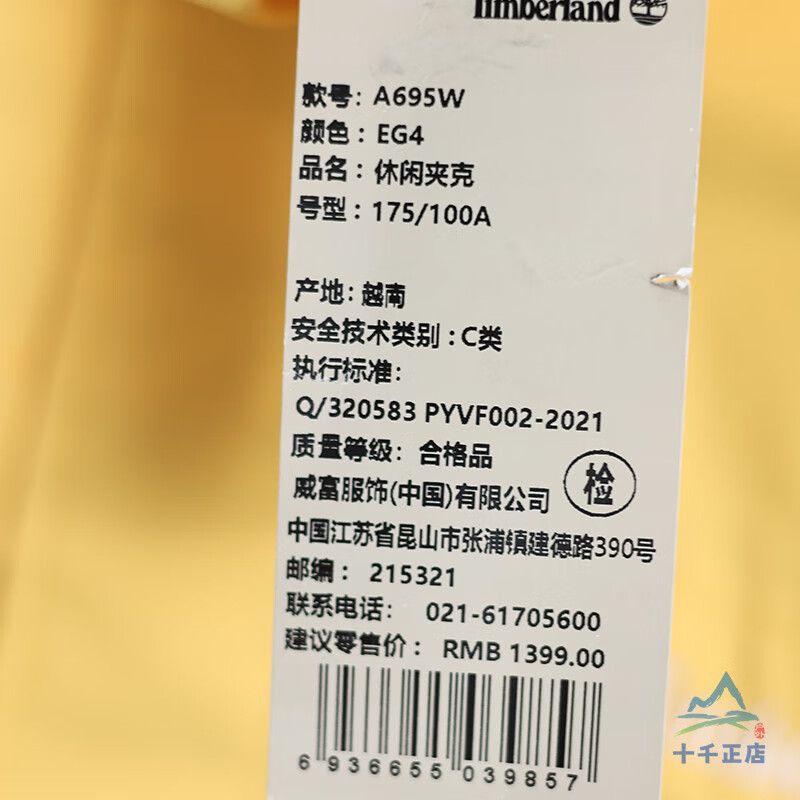 Timberland
款号: A695W
颜色: EG4
品名: 休闲夹克
号型: 175/100A
产地: 越南
安全技术类别: C类
执行标准:
Q/320583 PYVF002-2021
质量等级: 合格品
检
威富服饰(中国)有限公司
中国江苏省昆山市张浦镇建德路390号
邮编: 215321
联系电话: 021-61705600
建议零售价: RMB 1399.00
6 936655 039857
十千正店